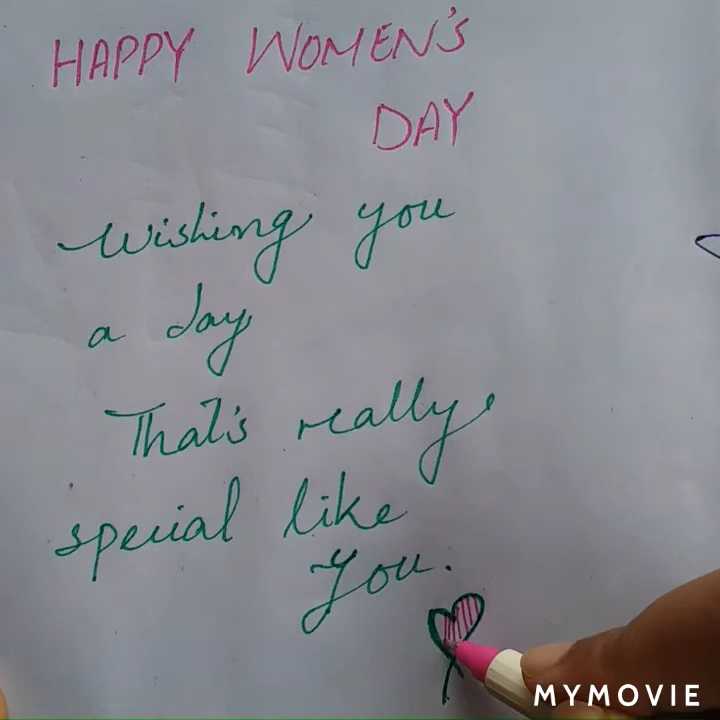 HAPPY WOMEN'S
DAY
Wishing you
a day
That's really
special like
You.
MYMOVIE